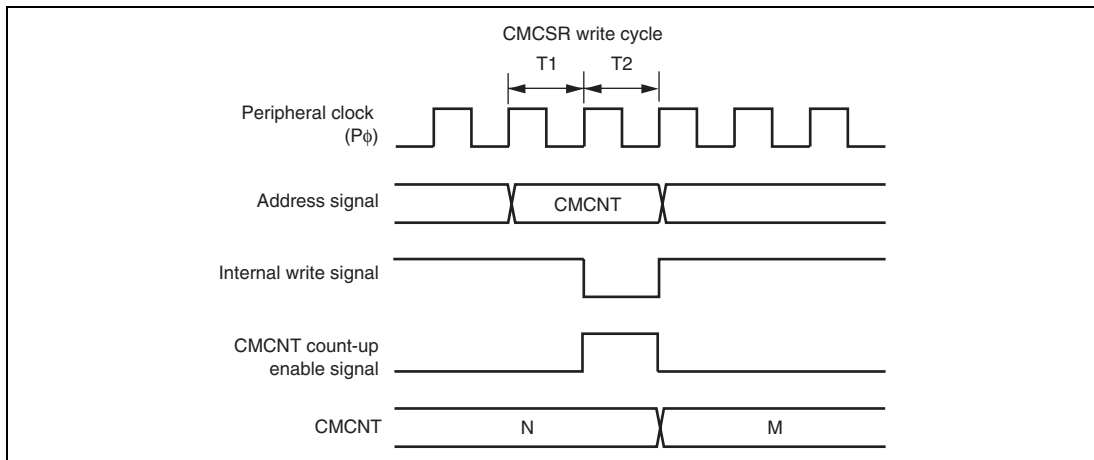 CMCSR write cycle
T1 T2
Peripheral clock
(Pϕ)
Address signal CMCNT
Internal write signal
CMCNT count-up
enable signal
CMCNT N M